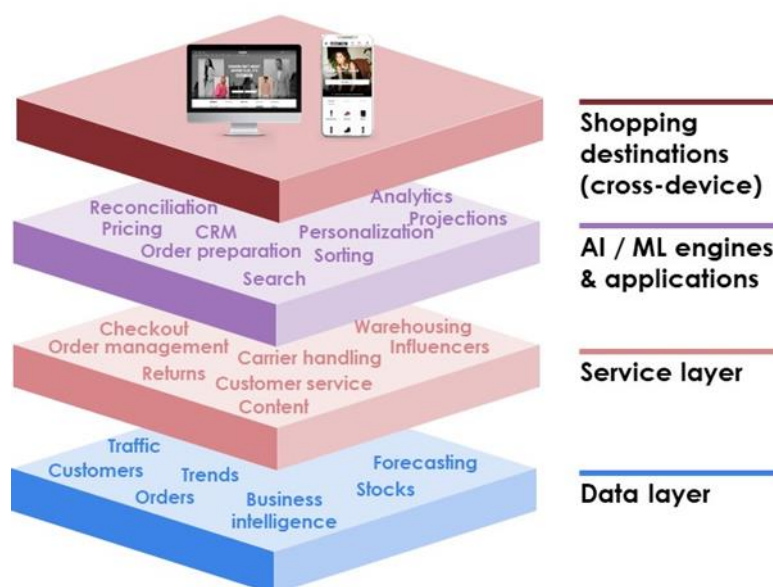 Shopping
destinations
(cross-device)
Reconciliation
Analytics
Pricing
CRM
Personalization
Projections
Order preparation
Sorting
Search
AI / ML engines
& applications
Checkout
Warehousing
Order management
Carrier handling
Influencers
Returns
Customer service
Content
Service layer
Traffic
Customers
Trends
Forecasting
Orders
Business
intelligence
Stocks
Data layer